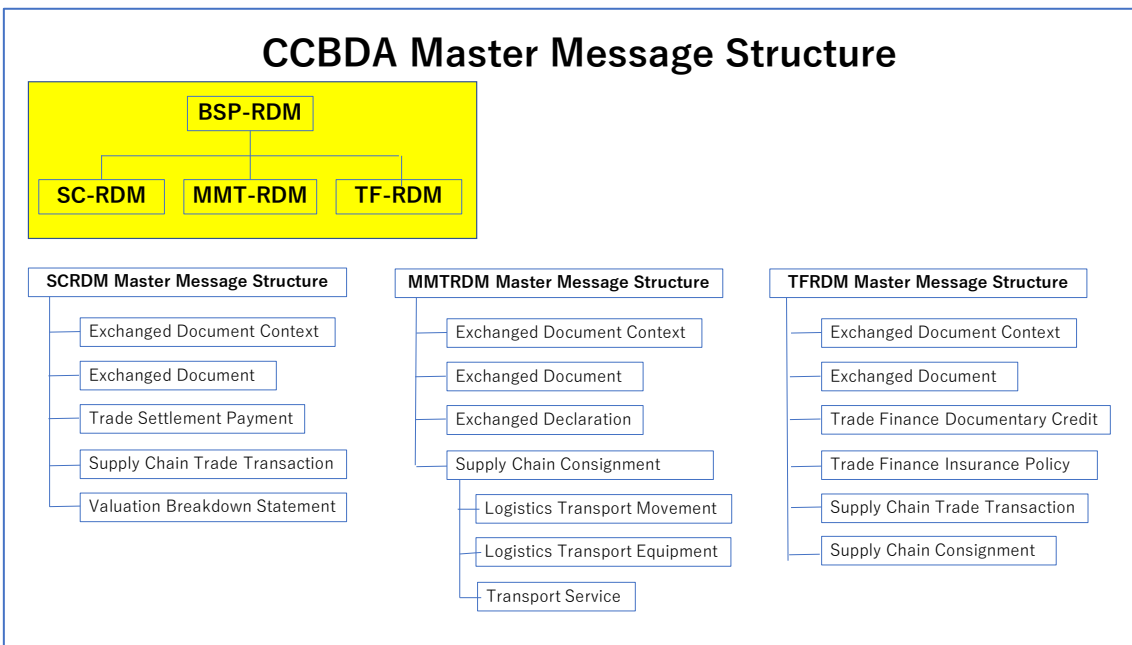 CCBDA Master Message Structure
BSP-RDM
SC-RDM
MMT-RDM
TF-RDM
SCRDM Master Message Structure
Exchanged Document Context
Exchanged Document
Trade Settlement Payment
Supply Chain Trade Transaction
Valuation Breakdown Statement
MMTRDM Master Message Structure
Exchanged Document Context
Exchanged Document
Exchanged Declaration
Supply Chain Consignment
Logistics Transport Movement
Logistics Transport Equipment
Transport Service
TFRDM Master Message Structure
Exchanged Document Context
Exchanged Document
Trade Finance Documentary Credit
Trade Finance Insurance Policy
Supply Chain Trade Transaction
Supply Chain Consignment